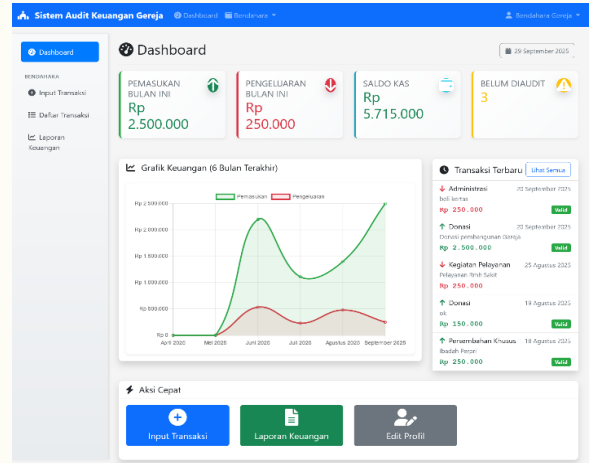 Sistem Audit Keuangan Gereja
Dashboard
Bendahara
Bendahara Gereja
Dashboard
BENDAHARA
Input Transaksi
Daftar Transaksi
Laporan
Keuangan
Dashboard
29 September 2025
PEMASUKAN
BULAN INI
Rp
2.500.000
PENGELUARAN
BULAN INI
Rp
250.000
SALDO KAS
Rp
5.715.000
BELUM DIAUDIT
3
Grafik Keuangan (6 Bulan Terakhir)
Pemasukan
Pengeluaran
Rp 2.500.000
Rp 2.000.000
Rp 1.500.000
Rp 1.000.000
Rp 500.000
Rp 0
April 2025
Mei 2025
Juni 2025
Juli 2025
Agustus 2025
September 2025
Transaksi Terbaru
Lihat Semua
Administrasi
20 September 2025
beli kertas
Rp 250.000
Valid
Donasi
20 September 2025
Donasi pembangunan Gereja
Rp 2.500.000
Valid
Kegiatan Pelayanan
25 Agustus 2025
Pelayanan Rmh Sakit
Rp 250.000
Donasi
19 Agustus 2025
ok
Rp 150.000
Valid
Persembahan Khusus
18 Agustus 2025
Ibadah Perpri
Rp 250.000
Valid
Aksi Cepat
Input Transaksi
Laporan Keuangan
Edit Profil